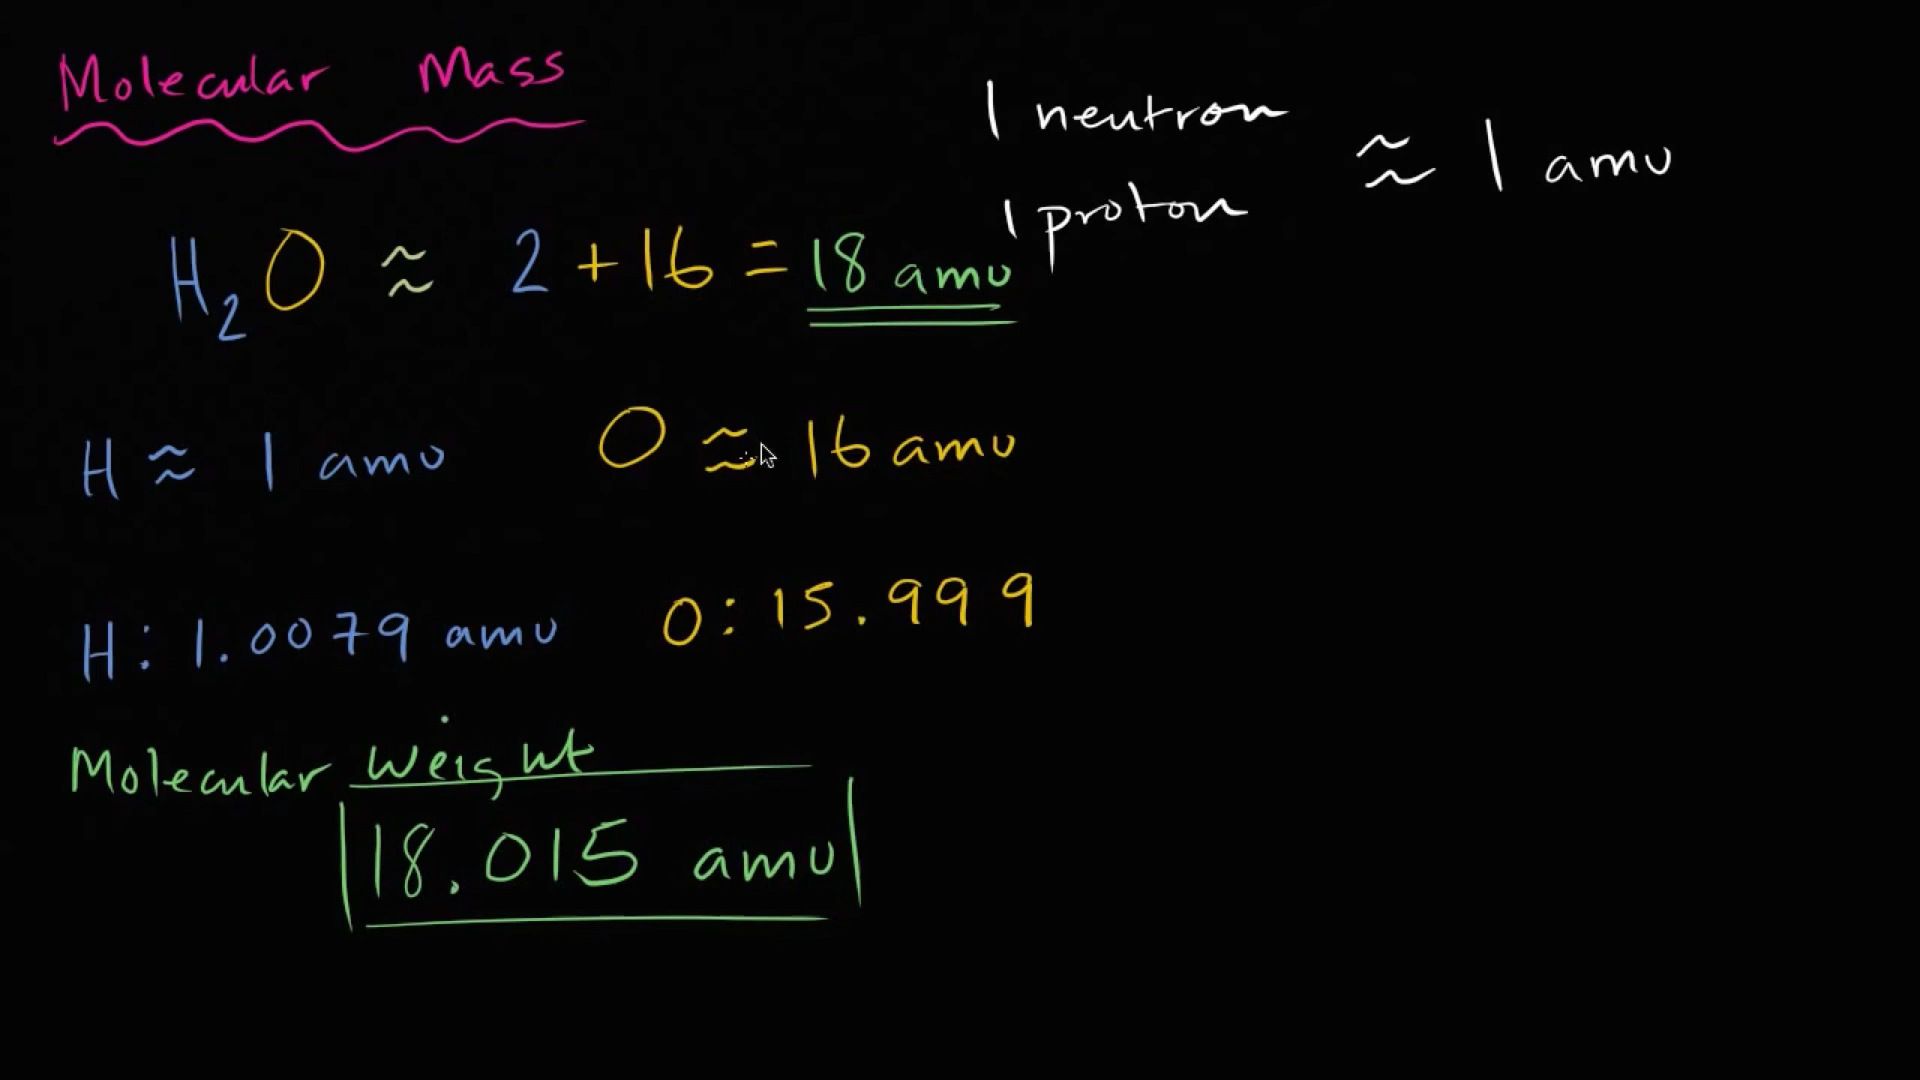 Molecular Mass
1 neutron
1 proton
≈ 1 amu
H₂O ≈ 2 + 16 = 18 amu
H ≈ 1 amu
O ≈ 16 amu
H: 1.0079 amu
O: 15.999
Molecular Weight
18.015 amu